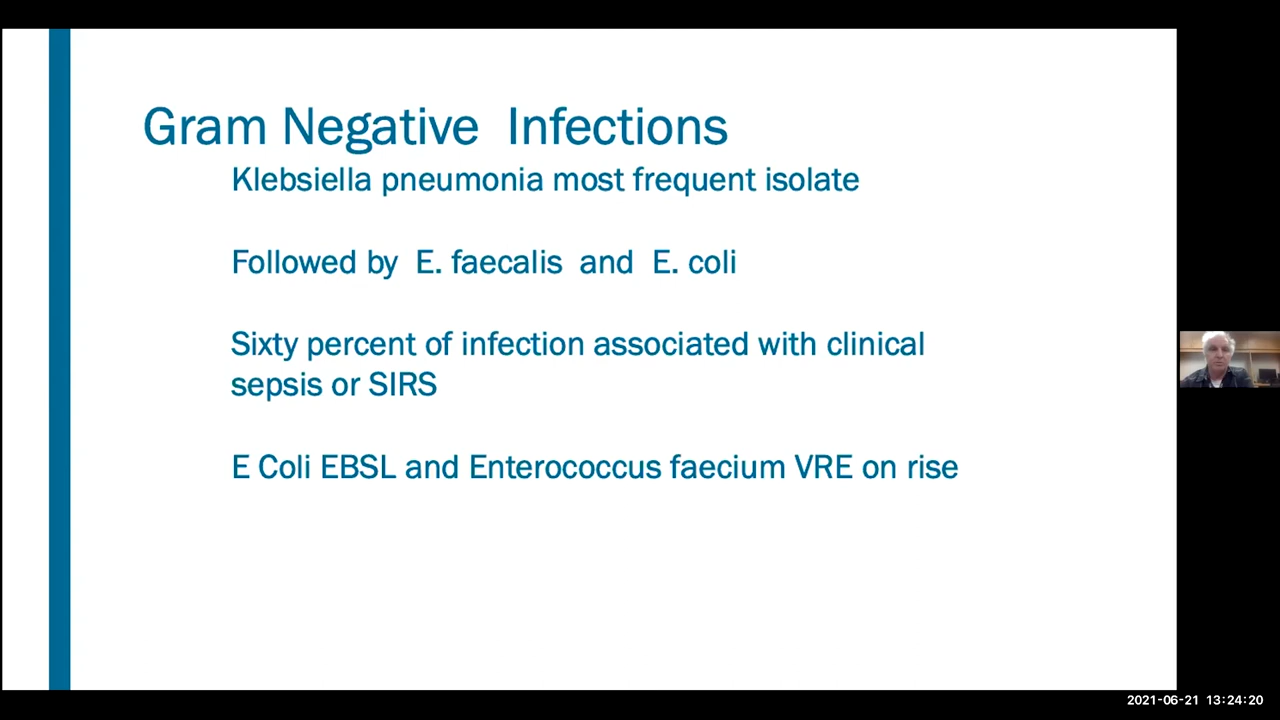 Gram Negative  Infections
Klebsiella pneumonia most frequent isolate
Followed by  E. faecalis  and  E. coli
Sixty percent of infection associated with clinical
sepsis or SIRS
E Coli EBSL and Enterococcus faecium VRE on rise
2021-06-21 13:24:20